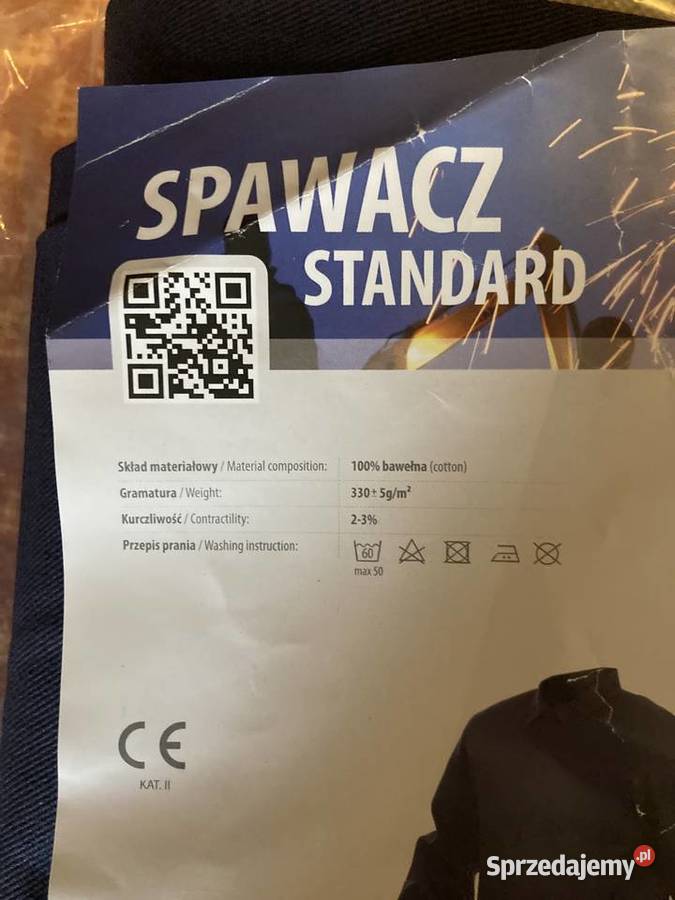 SPAWACZ
STANDARD
Skład materiałowy / Material composition: 100% bawełna (cotton)
Gramatura / Weight: 330 ± 5g/m²
Kurczliwość / Contractility: 2-3%
Przepis prania / Washing instruction: 60
max 50
CE
KAT. II
Sprzedajemy.pl